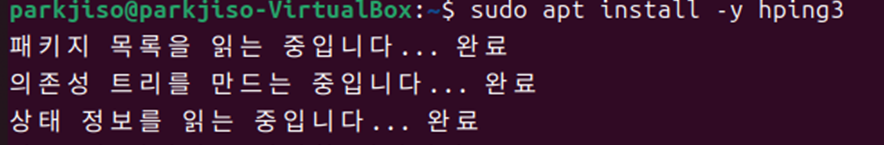 parkjiso@parkjiso-VirtualBox:~$ sudo apt install -y hping3
패키지 목록을 읽는 중입니다... 완료
의존성 트리를 만드는 중입니다... 완료
상태 정보를 읽는 중입니다... 완료